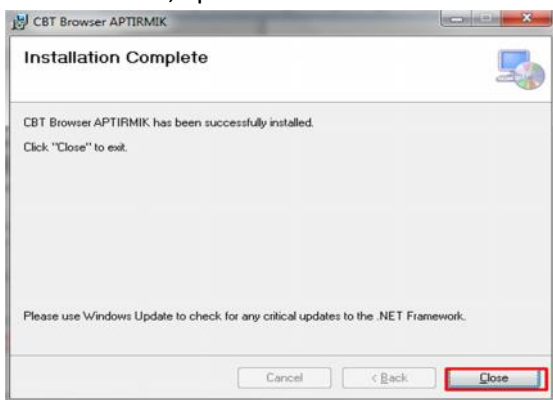 CBT Browser APTIRMIK
Installation Complete
CBT Browser APTIRMIK has been successfully installed.
Click "Close" to exit.
Please use Windows Update to check for any critical updates to the .NET Framework.
Cancel
< Back
Close